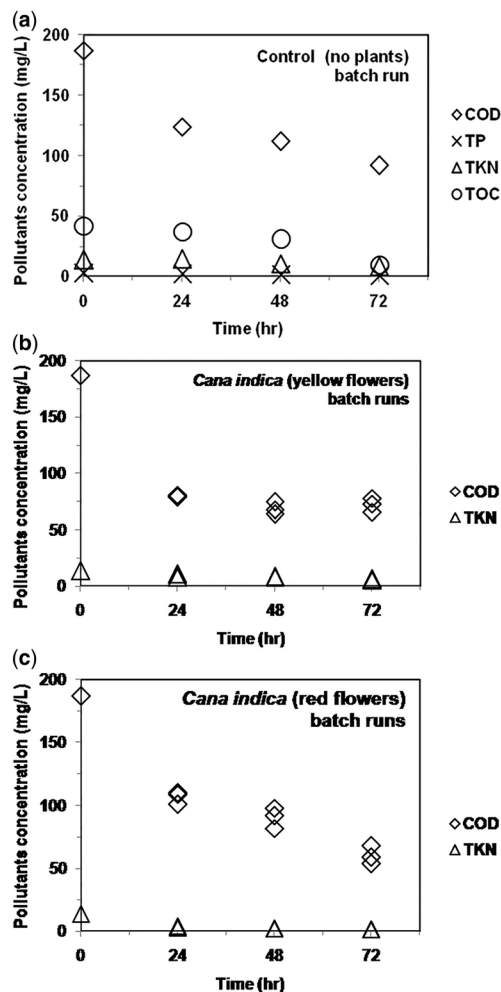 (a)
200
150
100
50
0
Pollutants concentration (mg/L)
Control (no plants)
batch run
COD
TP
TKN
TOC
0 24 48 72
Time (hr)
(b)
200
150
100
50
0
Pollutants concentration (mg/L)
Cana indica (yellow flowers)
batch runs
COD
TKN
0 24 48 72
Time (hr)
(c)
200
150
100
50
0
Pollutants concentration (mg/L)
Cana indica (red flowers)
batch runs
COD
TKN
0 24 48 72
Time (hr)